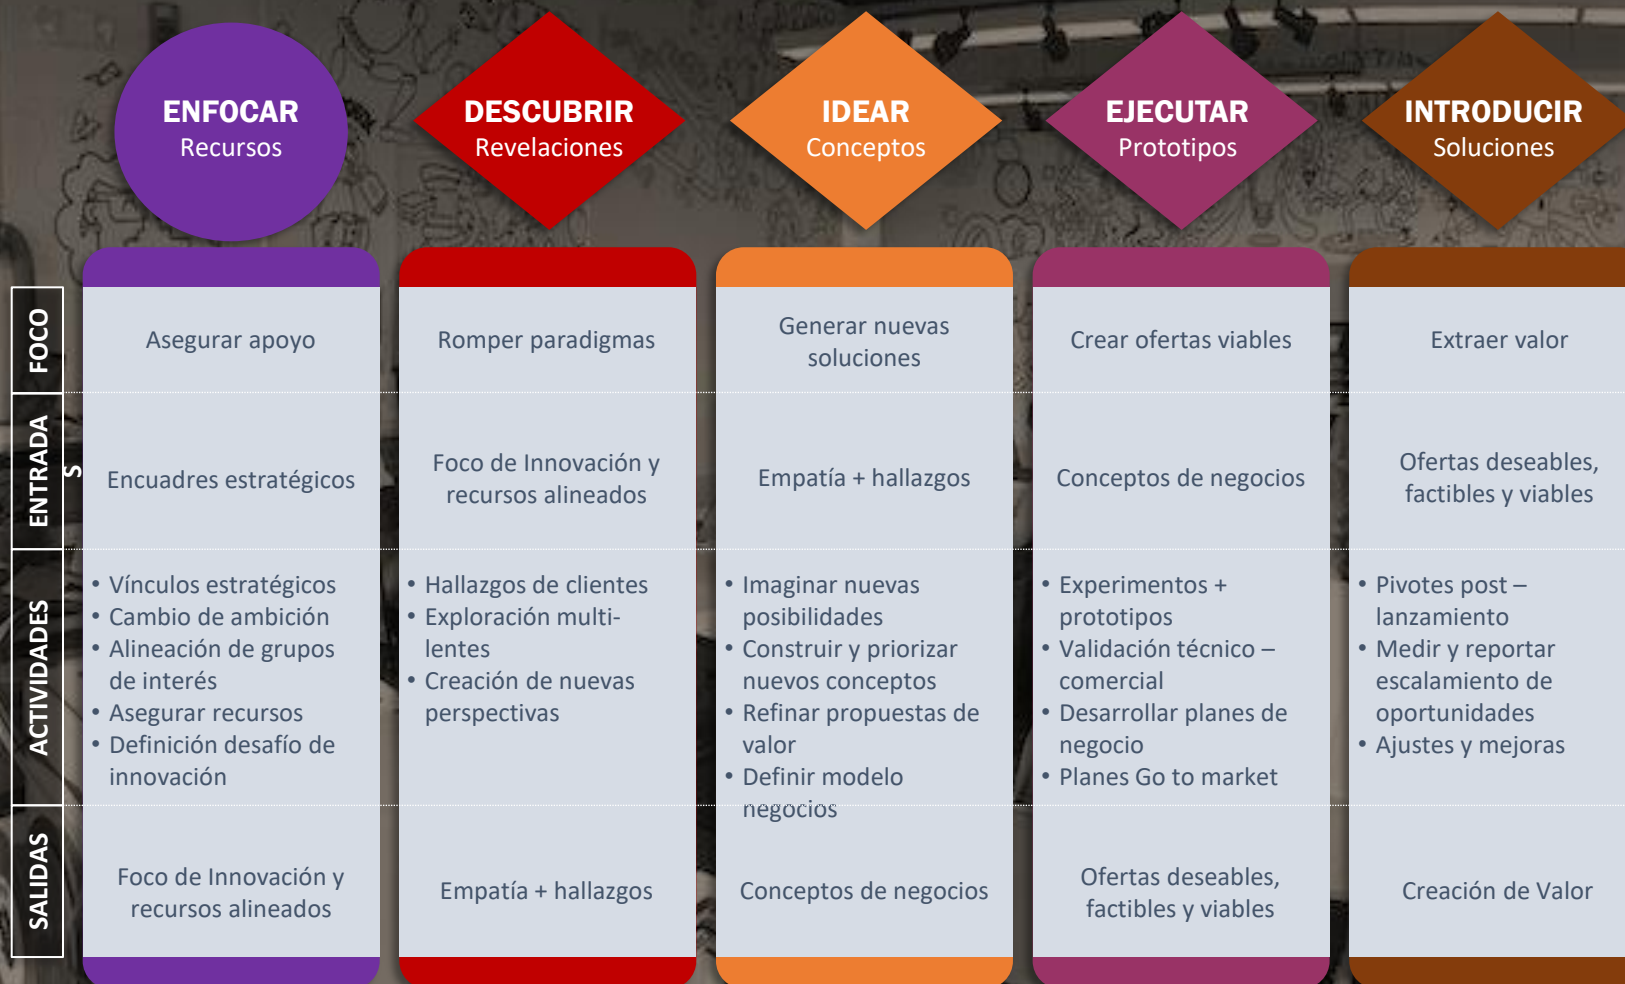 ENFOCAR
Recursos
DESCUBRIR
Revelaciones
IDEAR
Conceptos
EJECUTAR
Prototipos
INTRODUCIR
Soluciones
FOCO
Asegurar apoyo
Romper paradigmas
Generar nuevas
soluciones
Crear ofertas viables
Extraer valor
ENTRADA
S
Encuadres estratégicos
Foco de Innovación y
recursos alineados
Empatía + hallazgos
Conceptos de negocios
Ofertas deseables,
factibles y viables
ACTIVIDADES
• Vínculos estratégicos
• Cambio de ambición
• Alineación de grupos
de interés
• Asegurar recursos
• Definición desafío de
innovación
• Hallazgos de clientes
• Exploración multi-
lentes
• Creación de nuevas
perspectivas
• Imaginar nuevas
posibilidades
• Construir y priorizar
nuevos conceptos
• Refinar propuestas de
valor
• Definir modelo
negocios
• Experimentos +
prototipos
• Validación técnico –
comercial
• Desarrollar planes de
negocio
• Planes Go to market
• Pivotes post –
lanzamiento
• Medir y reportar
escalamiento de
oportunidades
• Ajustes y mejoras
SALIDAS
Foco de Innovación y
recursos alineados
Empatía + hallazgos
Conceptos de negocios
Ofertas deseables,
factibles y viables
Creación de Valor